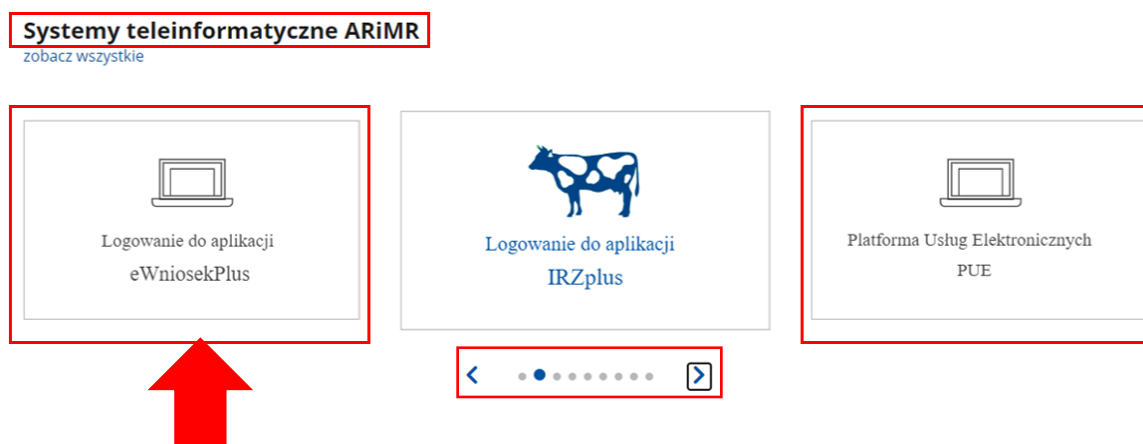 Systemy teleinformatyczne ARiMR
zobacz wszystkie
Logowanie do aplikacji
eWniosekPlus
Logowanie do aplikacji
IRZplus
Platforma Usług Elektronicznych
PUE